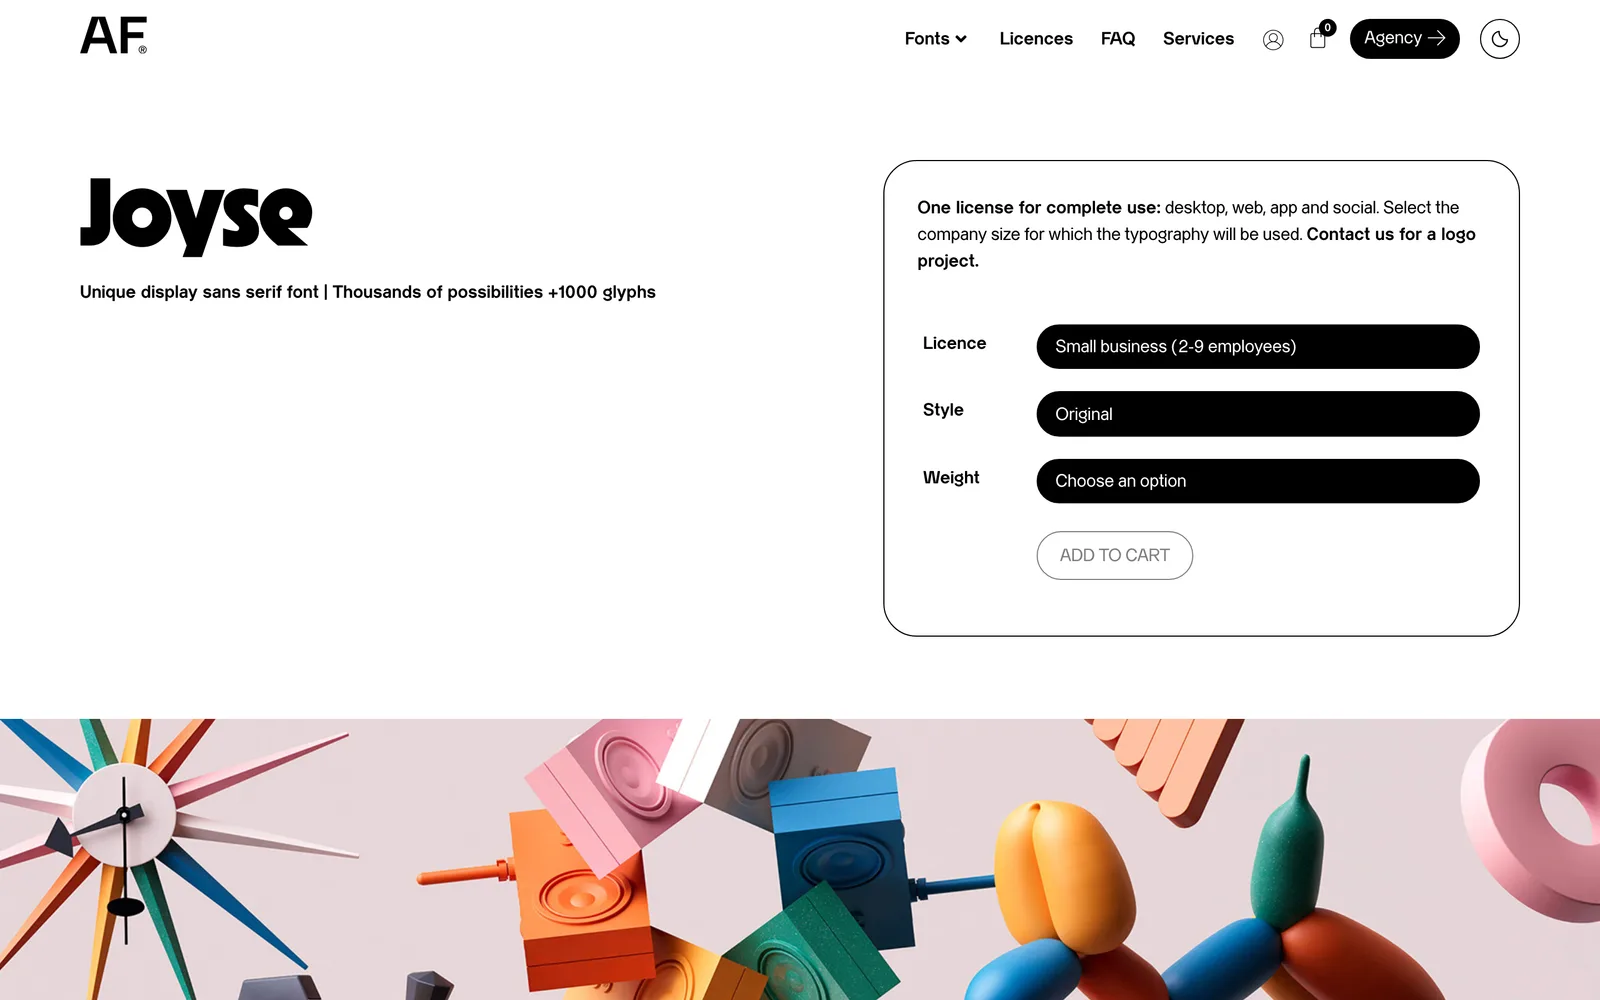 AF®
Fonts
Licences
FAQ
Services
0
Agency →
Joyse
Unique display sans serif font | Thousands of possibilities +1000 glyphs
One license for complete use: desktop, web, app and social. Select the
company size for which the typography will be used. Contact us for a logo
project.
Licence
Small business (2-9 employees)
Style
Original
Weight
Choose an option
ADD TO CART